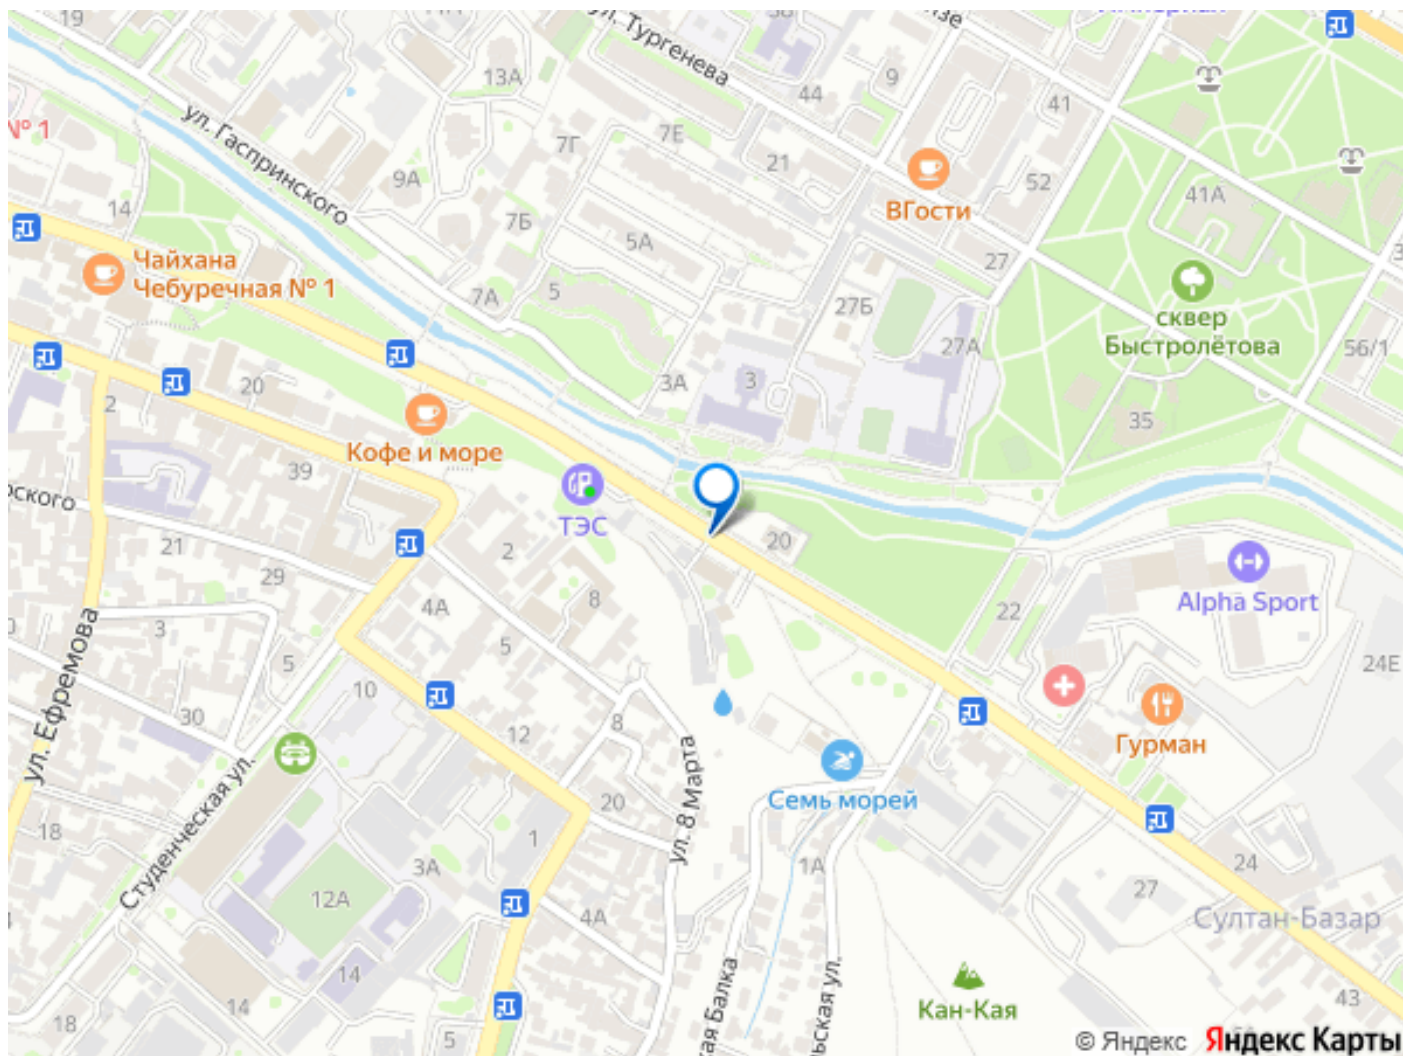 19
13А
ул. Тургенева
44
9
41
№ 1
ул. Гаспринского
7Г
7Е
21
ВГости
52
41А
9А
14
7Б
5А
27
Чайхана
Чебуречная № 1
7А
5
27Б
27А
сквер
Быстролётова
56/1
20
3А
3
35
2
Кофе и море
39
ТЭС
20
21
29
2
4А
8
5
3
22
Alpha Sport
24Е
ул. Ефремова
5
10
30
12
8
Гурман
Студенческая ул.
18
20
ул. 8 Марта
Семь морей
1
3А
1А
24
12А
4А
27
Султан-Базар
14
14
18
5
Кан-Кая
43
© Яндекс Яндекс Карты